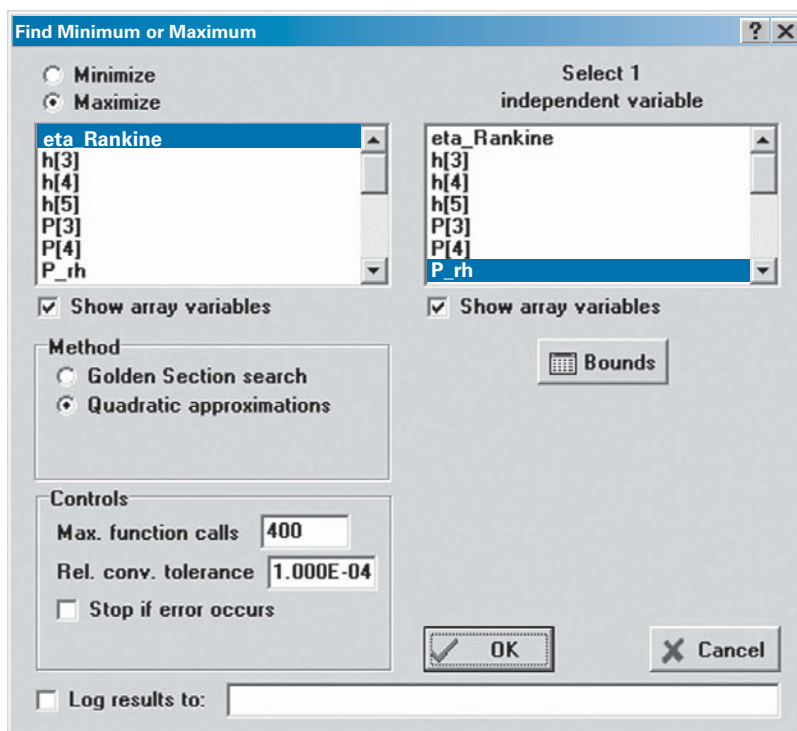 Find Minimum or Maximum
?
Minimize
Maximize
Select 1
independent variable
eta_Rankine
h[3]
h[4]
h[5]
P[3]
P[4]
P_rh
eta_Rankine
h[3]
h[4]
h[5]
P[3]
P[4]
P_rh
Show array variables
Show array variables
Method
Golden Section search
Quadratic approximations
Bounds
Controls
Max. function calls 400
Rel. conv. tolerance 1.000E-04
Stop if error occurs
OK
Cancel
Log results to: